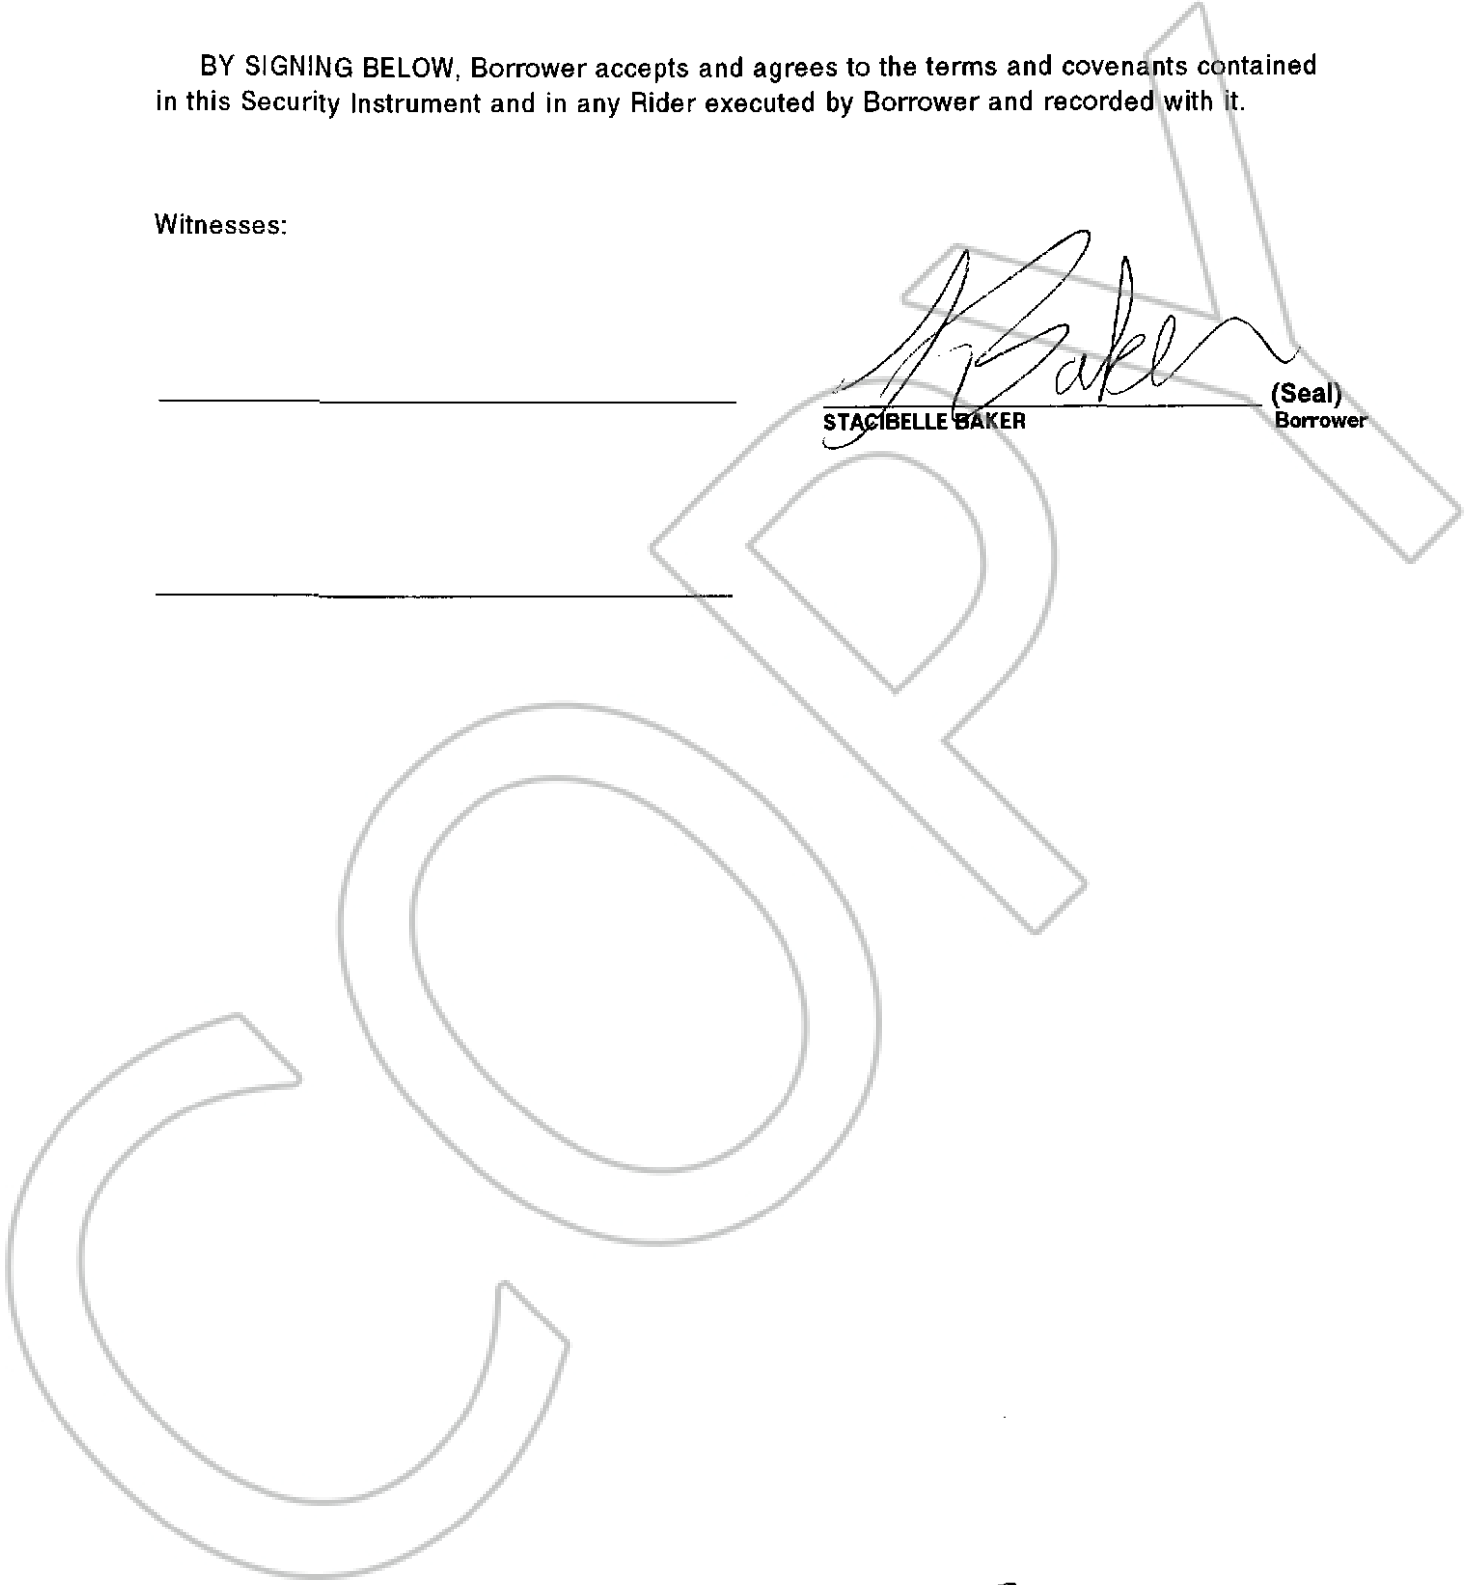 BY SIGNING BELOW, Borrower accepts and agrees to the terms and covenants contained
in this Security Instrument and in any Rider executed by Borrower and recorded with it.
Witnesses:
Baker
(Seal)
STACIBELLE BAKER
Borrower
COPY